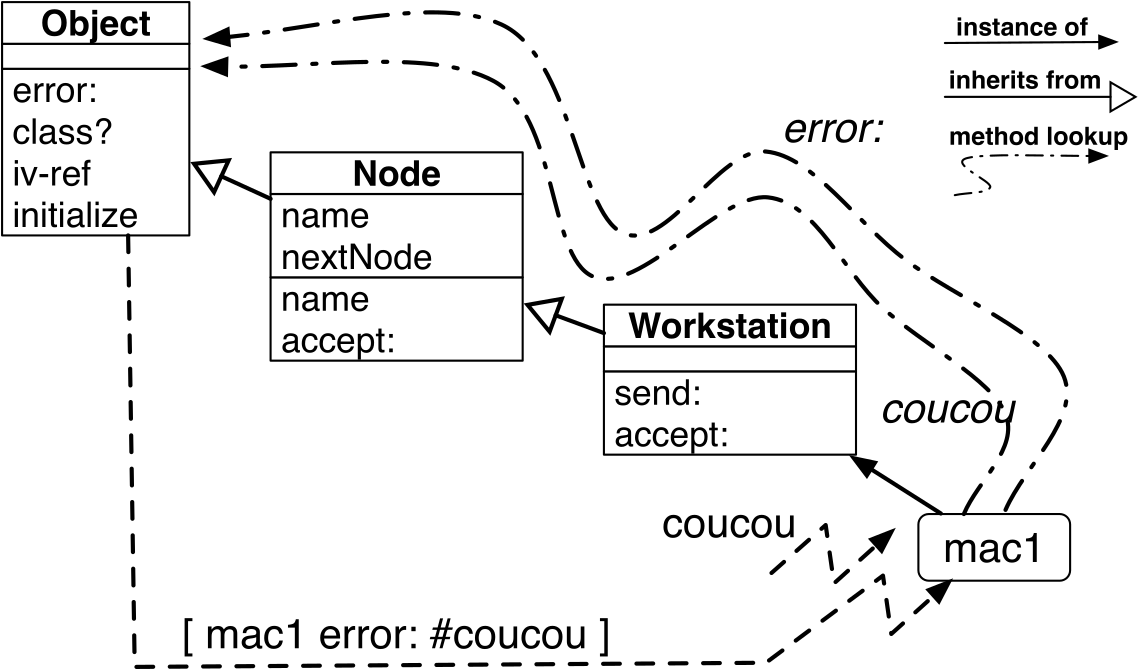 Object
error:
class?
iv-ref
initialize
Node
name
nextNode
name
accept:
Workstation
send:
accept:
instance of
inherits from
method lookup
error:
coucou
coucou
mac1
[ mac1 error: #coucou ]